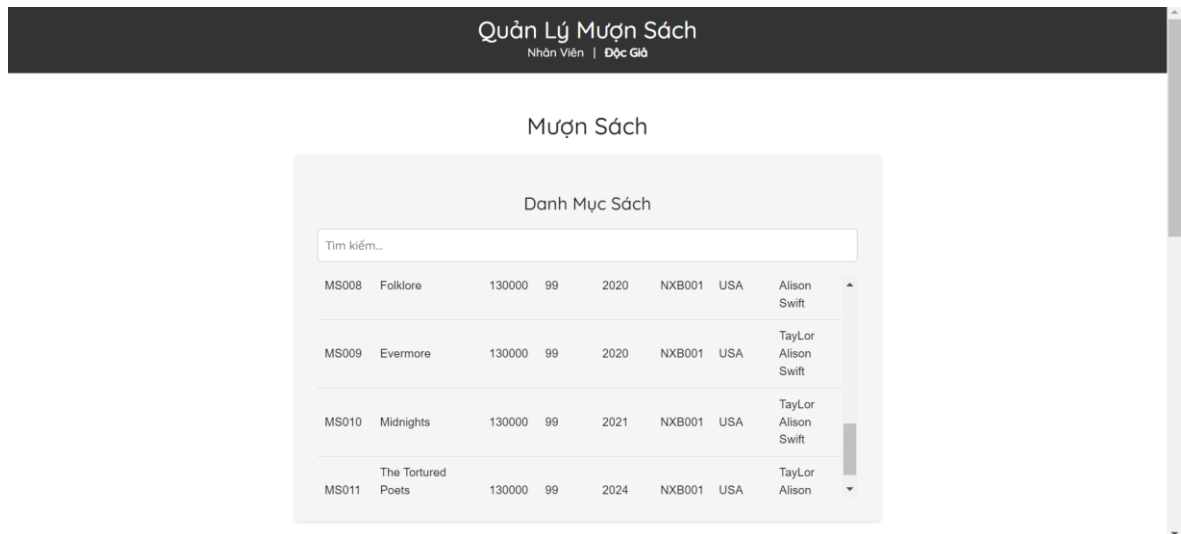 Quản Lý Mượn Sách
Nhân Viên | Độc Giả
Mượn Sách
Danh Mục Sách
Tìm kiếm...
MS008 Folklore 130000 99 2020 NXB001 USA Alison
Swift
TayLor
MS009 Evermore 130000 99 2020 NXB001 USA Alison
Swift
TayLor
MS010 Midnights 130000 99 2021 NXB001 USA Alison
Swift
The Tortured TayLor
MS011 Poets 130000 99 2024 NXB001 USA Alison